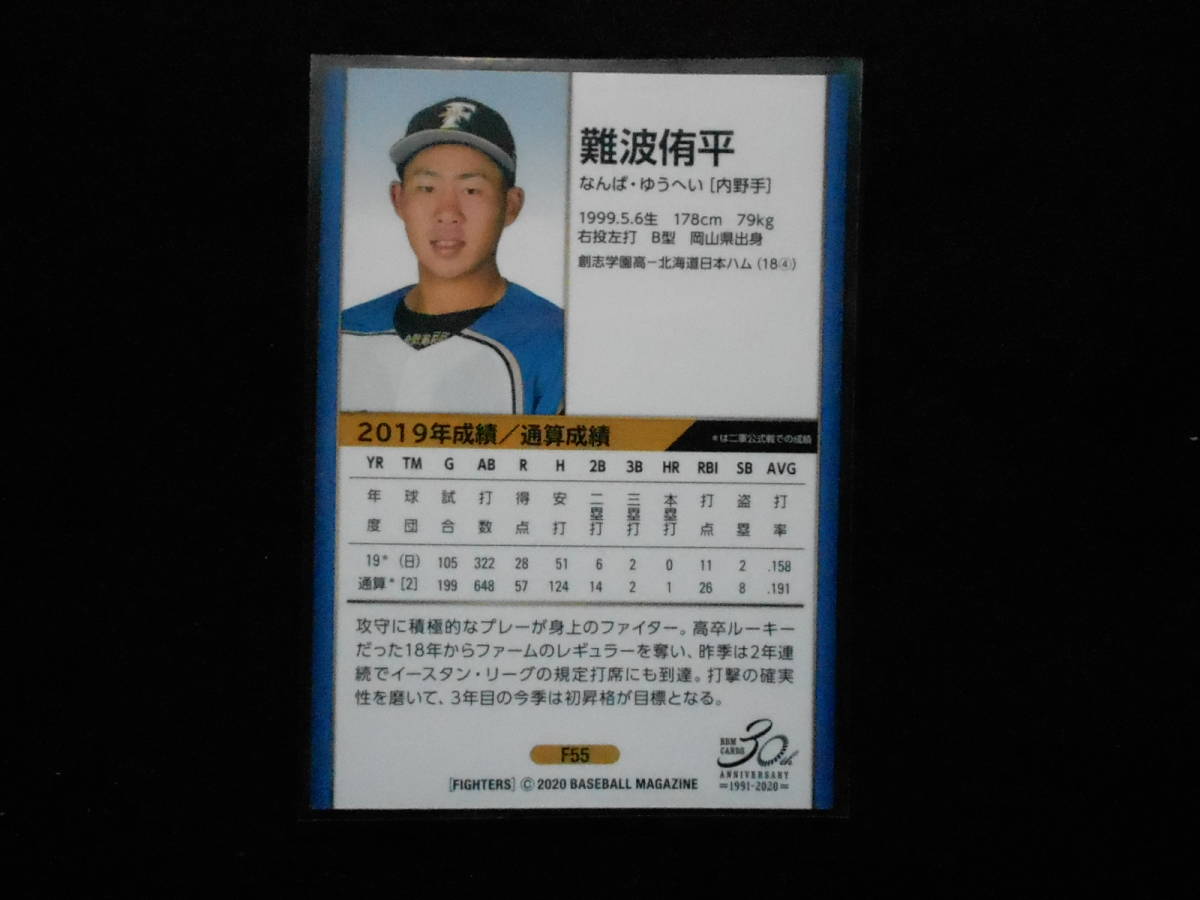 難波侑平
なんば・ゆうへい [内野手]
1999.5.6生 178cm 79kg
右投左打 B型 岡山県出身
創志学園高－北海道日本ハム (18④)
2019年成績／通算成績
*は二軍公式戦での成績
YR TM G AB R H 2B 3B HR RBI SB AVG
年度 球団 試合 打数 得点 安打 二塁打 三塁打 本塁打 打点 盗塁 打率
19* (日) 105 322 28 51 6 2 0 11 2 .158
通算* [2] 199 648 57 124 14 2 1 26 8 .191
攻守に積極的なプレーが身上のファイター。高卒ルーキー
だった18年からファームのレギュラーを奪い、昨季は2年連
続でイースタン・リーグの規定打席にも到達。打撃の確実
性を磨いて、3年目の今季は初昇格が目標となる。
F55
BBM
CARDS
30th
ANNIVERSARY
=1991-2020=
[FIGHTERS] © 2020 BASEBALL MAGAZINE